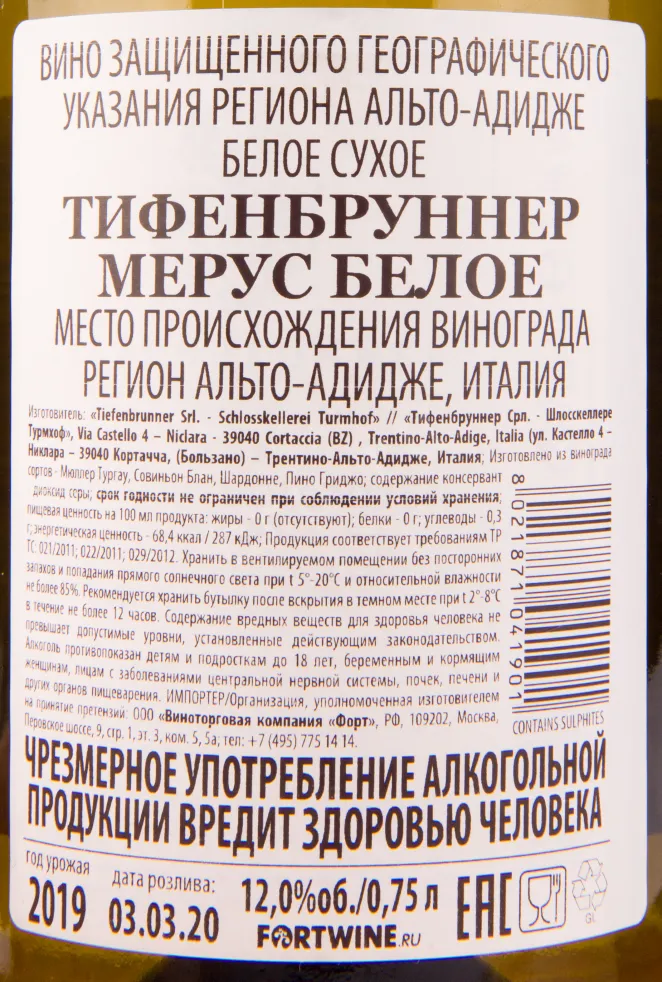 ВИНО ЗАЩИЩЕННОГО ГЕОГРАФИЧЕСКОГО
УКАЗАНИЯ РЕГИОНА АЛЬТО-АДИДЖЕ
БЕЛОЕ СУХОЕ
ТИФЕНБРУННЕР
МЕРУС БЕЛОЕ
МЕСТО ПРОИСХОЖДЕНИЯ ВИНОГРАДА
РЕГИОН АЛЬТО-АДИДЖЕ, ИТАЛИЯ
Изготовитель: «Tiefenbrunner Srl. - Schlosskellerei Turmhof» // «Тифенбруннер Срл. - Шлосскеллере
Турмхоф», Via Castello 4 – Niclara - 39040 Cortaccia (BZ) , Trentino-Alto-Adige, Italia (ул. Кастелло 4 –
Никлара – 39040 Кортачча, (Больцано) – Трентино-Альто-Адидже, Италия; Изготовлено из винограда
сортов - Мюллер Тургау, Совиньон Блан, Шардонне, Пино Гриджо; содержание консервант
диоксид серы; срок годности не ограничен при соблюдении условий хранения;
пищевая ценность на 100 мл продукта: жиры - 0 г (отсутствуют); белки - 0 г; углеводы - 0,3
г; энергетическая ценность - 68,4 ккал / 287 кДж; Продукция соответствует требованиям ТР
ТС: 021/2011; 022/2011; 029/2012. Хранить в вентилируемом помещении без посторонних
запахов и попадания прямого солнечного света при t 5°-20°C и относительной влажности
не более 85%. Рекомендуется хранить бутылку после вскрытия в темном месте при t 2°-8°C
в течение не более 12 часов. Содержание вредных веществ для здоровья человека не
превышает допустимые уровни, установленные действующим законодательством.
Алкоголь противопоказан детям и подросткам до 18 лет, беременным и кормящим
женщинам, лицам с заболеваниями центральной нервной системы, почек, печени и
других органов пищеварения. ИМПОРТЕР/Организация, уполномоченная изготовителем
на принятие претензий: ООО «Виноторговая компания «Форт», РФ, 109202, Москва,
Перовское шоссе, 9, стр. 1, эт. 3, ком. 5, 5а; тел: +7 (495) 775 14 14.
8 021871 041901
CONTAINS SULPHITES
ЧРЕЗМЕРНОЕ УПОТРЕБЛЕНИЕ АЛКОГОЛЬНОЙ
ПРОДУКЦИИ ВРЕДИТ ЗДОРОВЬЮ ЧЕЛОВЕКА
год урожая
2019
дата розлива:
03.03.20
12,0%об./0,75 л
FORTWINE.RU
EAC
GL